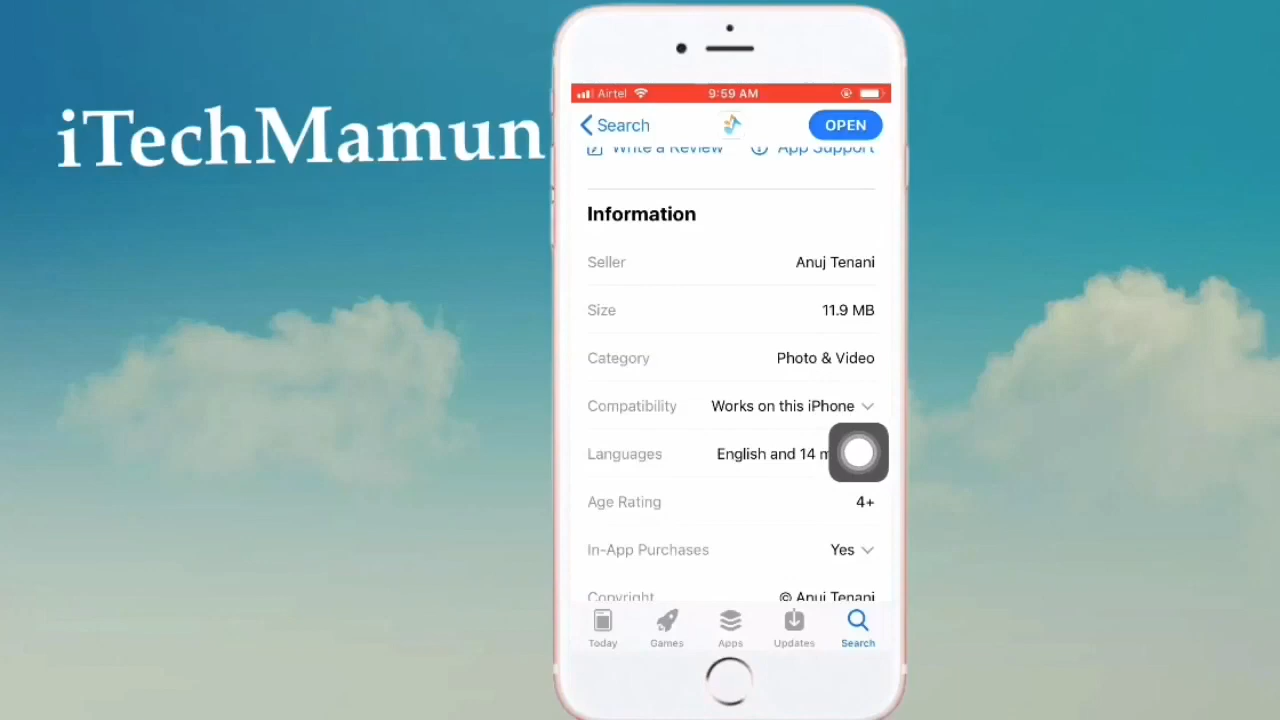 iTechMamun
Airtel
9:59 AM
Search
OPEN
Write a Review
App Support
Information
Seller
Anuj Tenani
Size
11.9 MB
Category
Photo & Video
Compatibility
Works on this iPhone
Languages
English and 14
Age Rating
4+
In-App Purchases
Yes
Copyright
© Anuj Tenani
Today
Games
Apps
Updates
Search